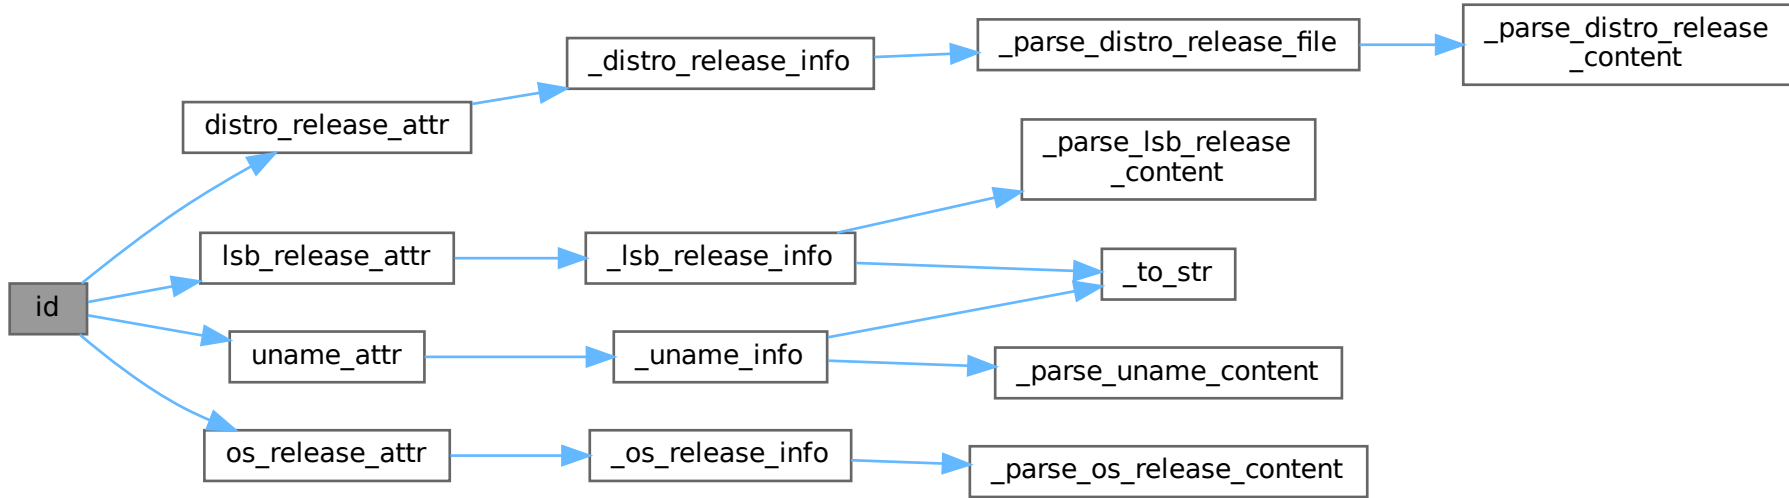 id
distro_release_attr
_distro_release_info
_parse_distro_release_file
_parse_distro_release
_content
lsb_release_attr
_lsb_release_info
_parse_lsb_release
_content
_to_str
uname_attr
_uname_info
_parse_uname_content
os_release_attr
_os_release_info
_parse_os_release_content